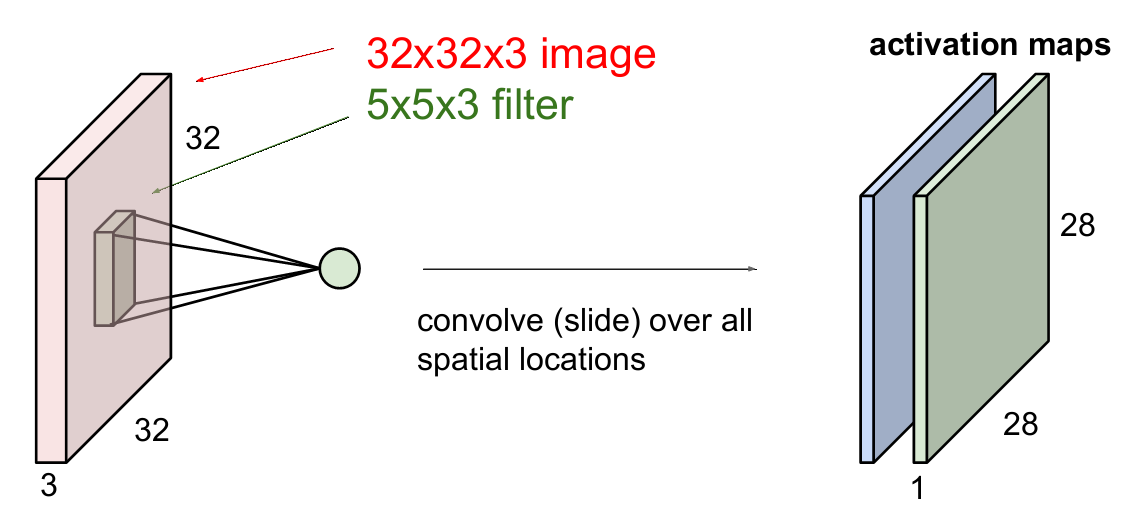 32x32x3 image
5x5x3 filter
activation maps
32
28
convolve (slide) over all
spatial locations
32
28
3
1